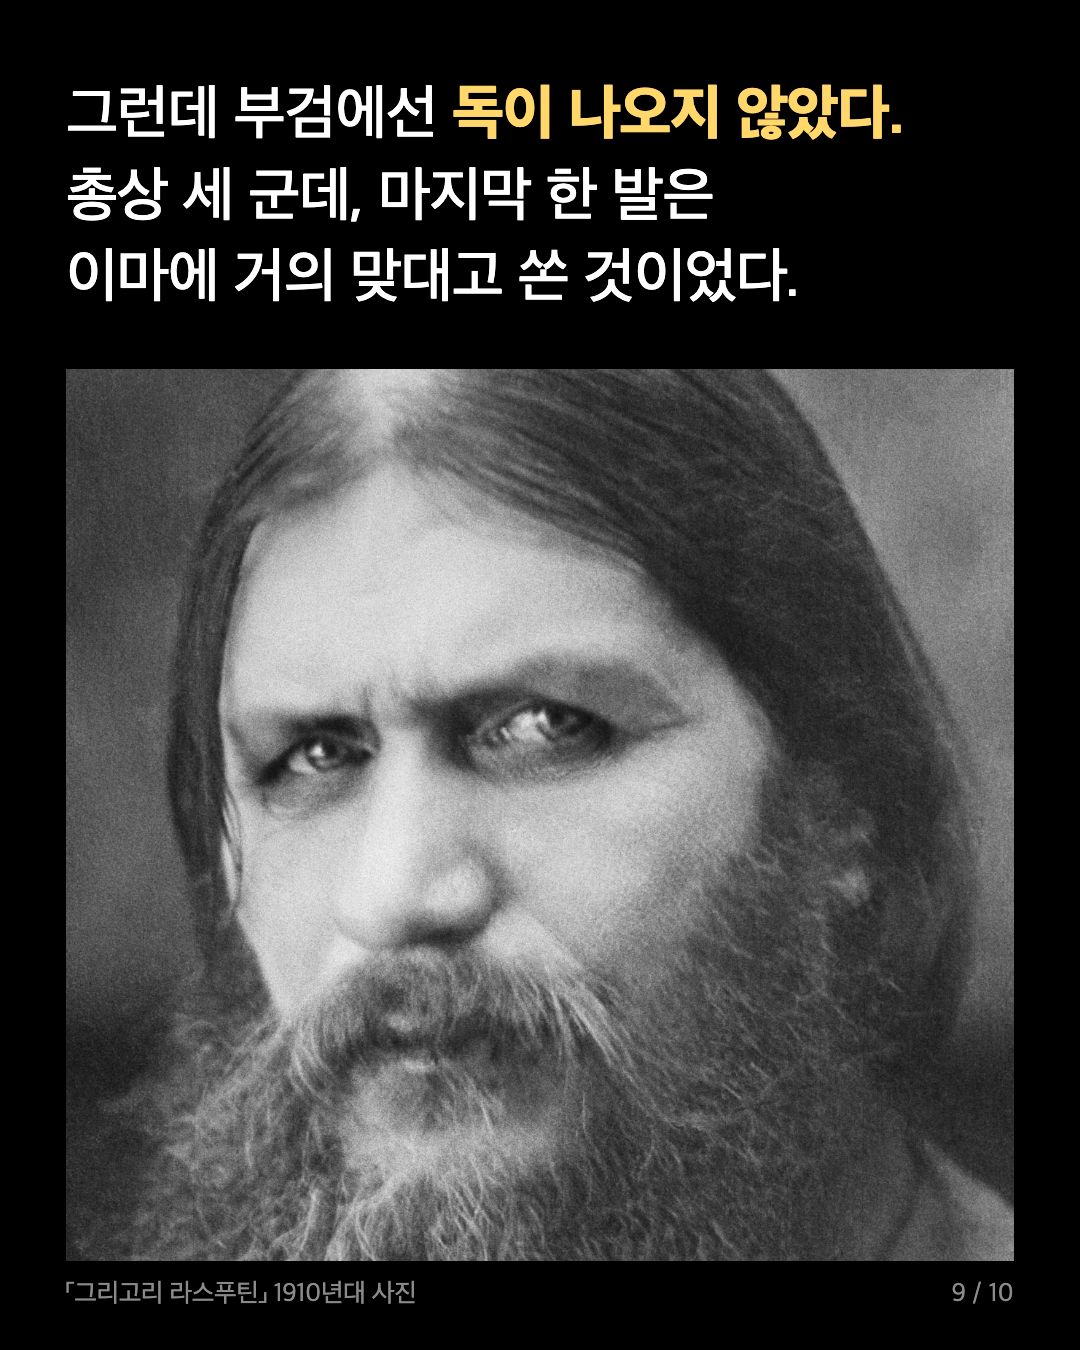 그런데 부검에선 독이 나오지 않았다.
총상 세 군데, 마지막 한 발은
이마에 거의 맞대고 쏜 것이었다.
「그리고리 라스푸틴」 1910년대 사진
9 / 10